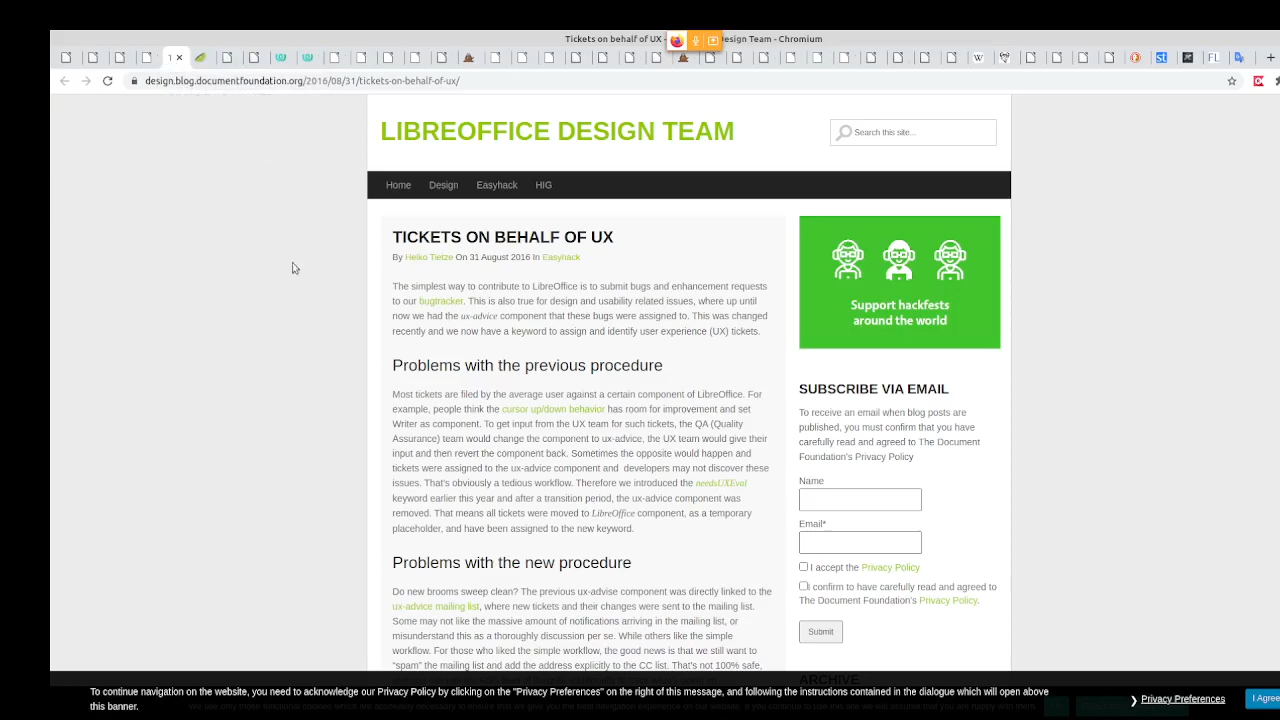 Tickets on behalf of UX - Design Team - Chromium
design.blog.documentfoundation.org/2016/08/31/tickets-on-behalf-of-ux/
LIBREOFFICE DESIGN TEAM
Search this site...
Home Design Easyhack HIG
TICKETS ON BEHALF OF UX
By Heiko Tietze On 31 August 2016 In Easyhack
The simplest way to contribute to LibreOffice is to submit bugs and enhancement requests
to our bugtracker. This is also true for design and usability related issues, where up until
now we had the ux-advice component that these bugs were assigned to. This was changed
recently and we now have a keyword to assign and identify user experience (UX) tickets.
Problems with the previous procedure
Most tickets are filed by the average user against a certain component of LibreOffice. For
example, people think the cursor up/down behavior has room for improvement and set
Writer as component. To get input from the UX team for such tickets, the QA (Quality
Assurance) team would change the component to ux-advice, the UX team would give their
input and then revert the component back. Sometimes the opposite would happen and
tickets were assigned to the ux-advice component and developers may not discover these
issues. That's obviously a tedious workflow. Therefore we introduced the needsUXEval
keyword earlier this year and after a transition period, the ux-advice component was
removed. That means all tickets were moved to LibreOffice component, as a temporary
placeholder, and have been assigned to the new keyword.
Problems with the new procedure
Do new brooms sweep clean? The previous ux-advise component was directly linked to the
ux-advice mailing list, where new tickets and their changes were sent to the mailing list.
Some may not like the massive amount of notifications arriving in the mailing list, or
misunderstand this as a thoroughly discussion per se. While others like the simple
workflow. For those who liked the simple workflow, the good news is that we still want to
"spam" the mailing list and add the address explicitly to the CC list. That's not 100% safe,
Support hackfests
around the world
SUBSCRIBE VIA EMAIL
To receive an email when blog posts are
published, you must confirm that you have
carefully read and agreed to The Document
Foundation's Privacy Policy
Name
Email*
I accept the Privacy Policy
I confirm to have carefully read and agreed to
The Document Foundation's Privacy Policy.
Submit
ARCHIVE
To continue navigation on the website, you need to acknowledge our Privacy Policy by clicking on the "Privacy Preferences" on the right of this message, and following the instructions contained in the dialogue which will open above
this banner.
❯ Privacy Preferences
I Agree